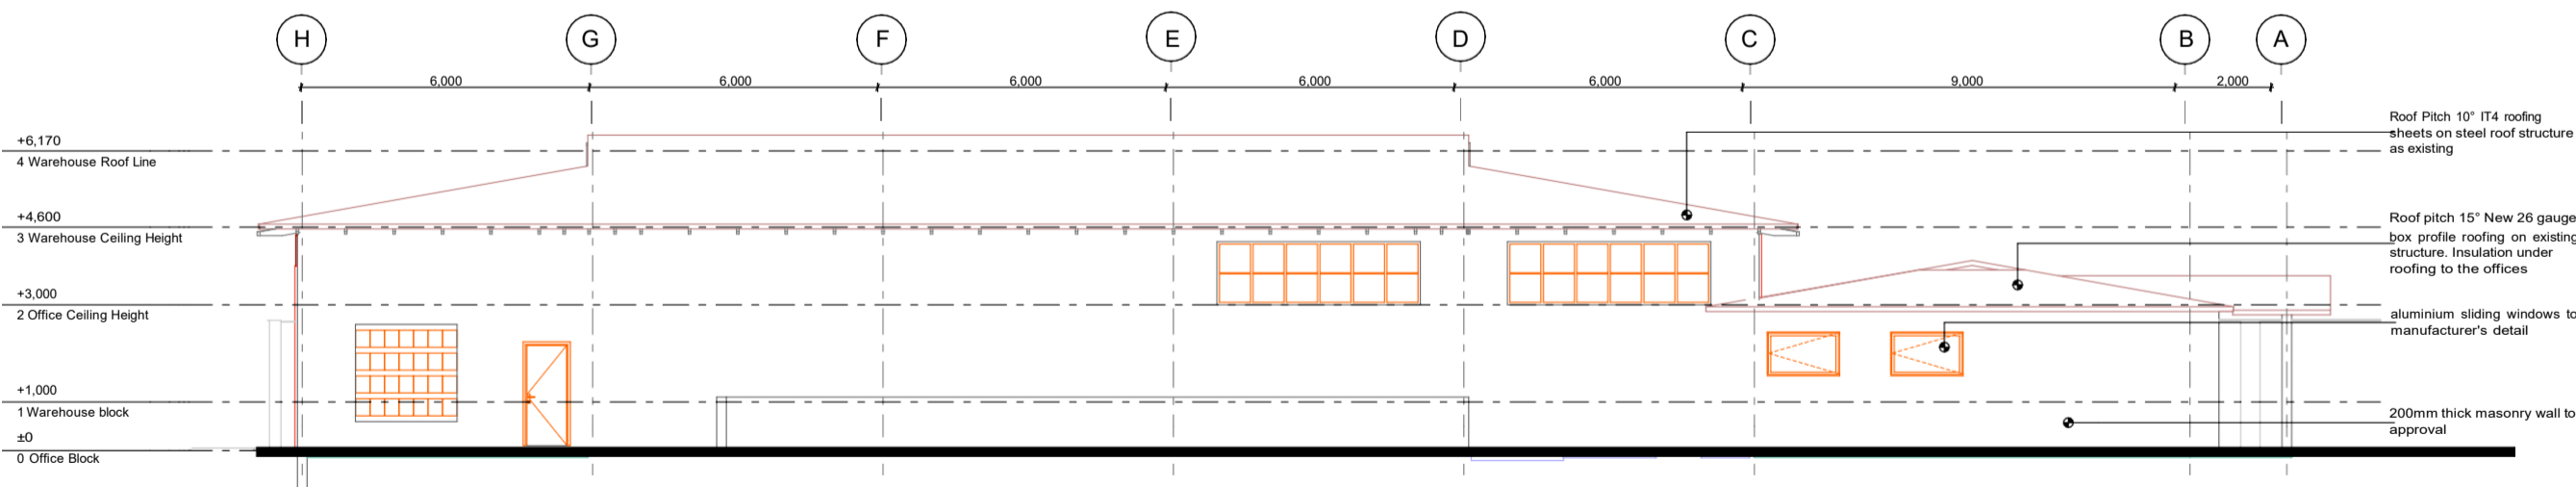 H G F E D C B A
6,000 6,000 6,000 6,000 6,000 9,000 2,000
+6,170
4 Warehouse Roof Line
+4,600
3 Warehouse Ceiling Height
+3,000
2 Office Ceiling Height
+1,000
1 Warehouse block
±0
0 Office Block
Roof Pitch 10° IT4 roofing
sheets on steel roof structure
as existing
Roof pitch 15° New 26 gauge
box profile roofing on existing
structure. Insulation under
roofing to the offices
aluminium sliding windows to
manufacturer's detail
200mm thick masonry wall to
approval